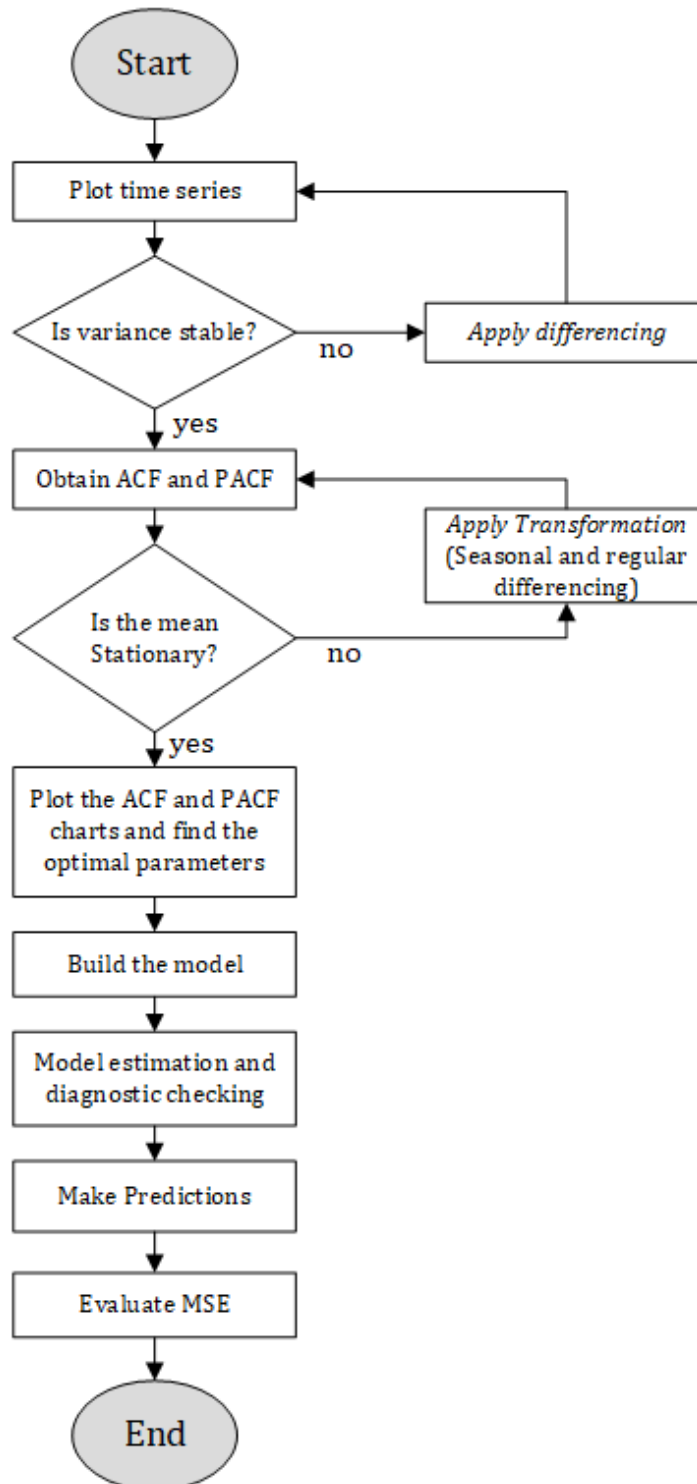 Start
Plot time series
Is variance stable?
no
Apply differencing
yes
Obtain ACF and PACF
Apply Transformation
(Seasonal and regular
differencing)
Is the mean
Stationary?
no
yes
Plot the ACF and PACF
charts and find the
optimal parameters
Build the model
Model estimation and
diagnostic checking
Make Predictions
Evaluate MSE
End